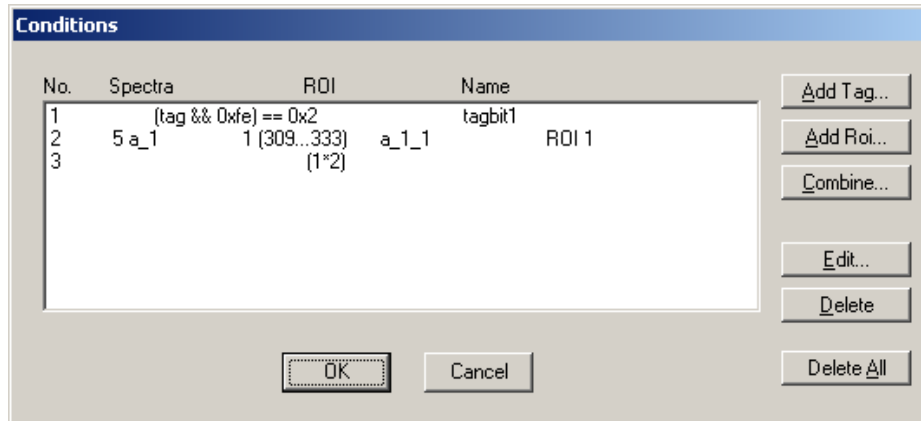 Conditions
No. Spectra ROI Name
1 (tag && 0xfe) == 0x2 tagbit1
2 5 a_1 1 (309...333) a_1_1 ROI 1
3 (1*2)
Add Tag...
Add Roi...
Combine...
Edit...
Delete
Delete All
OK Cancel